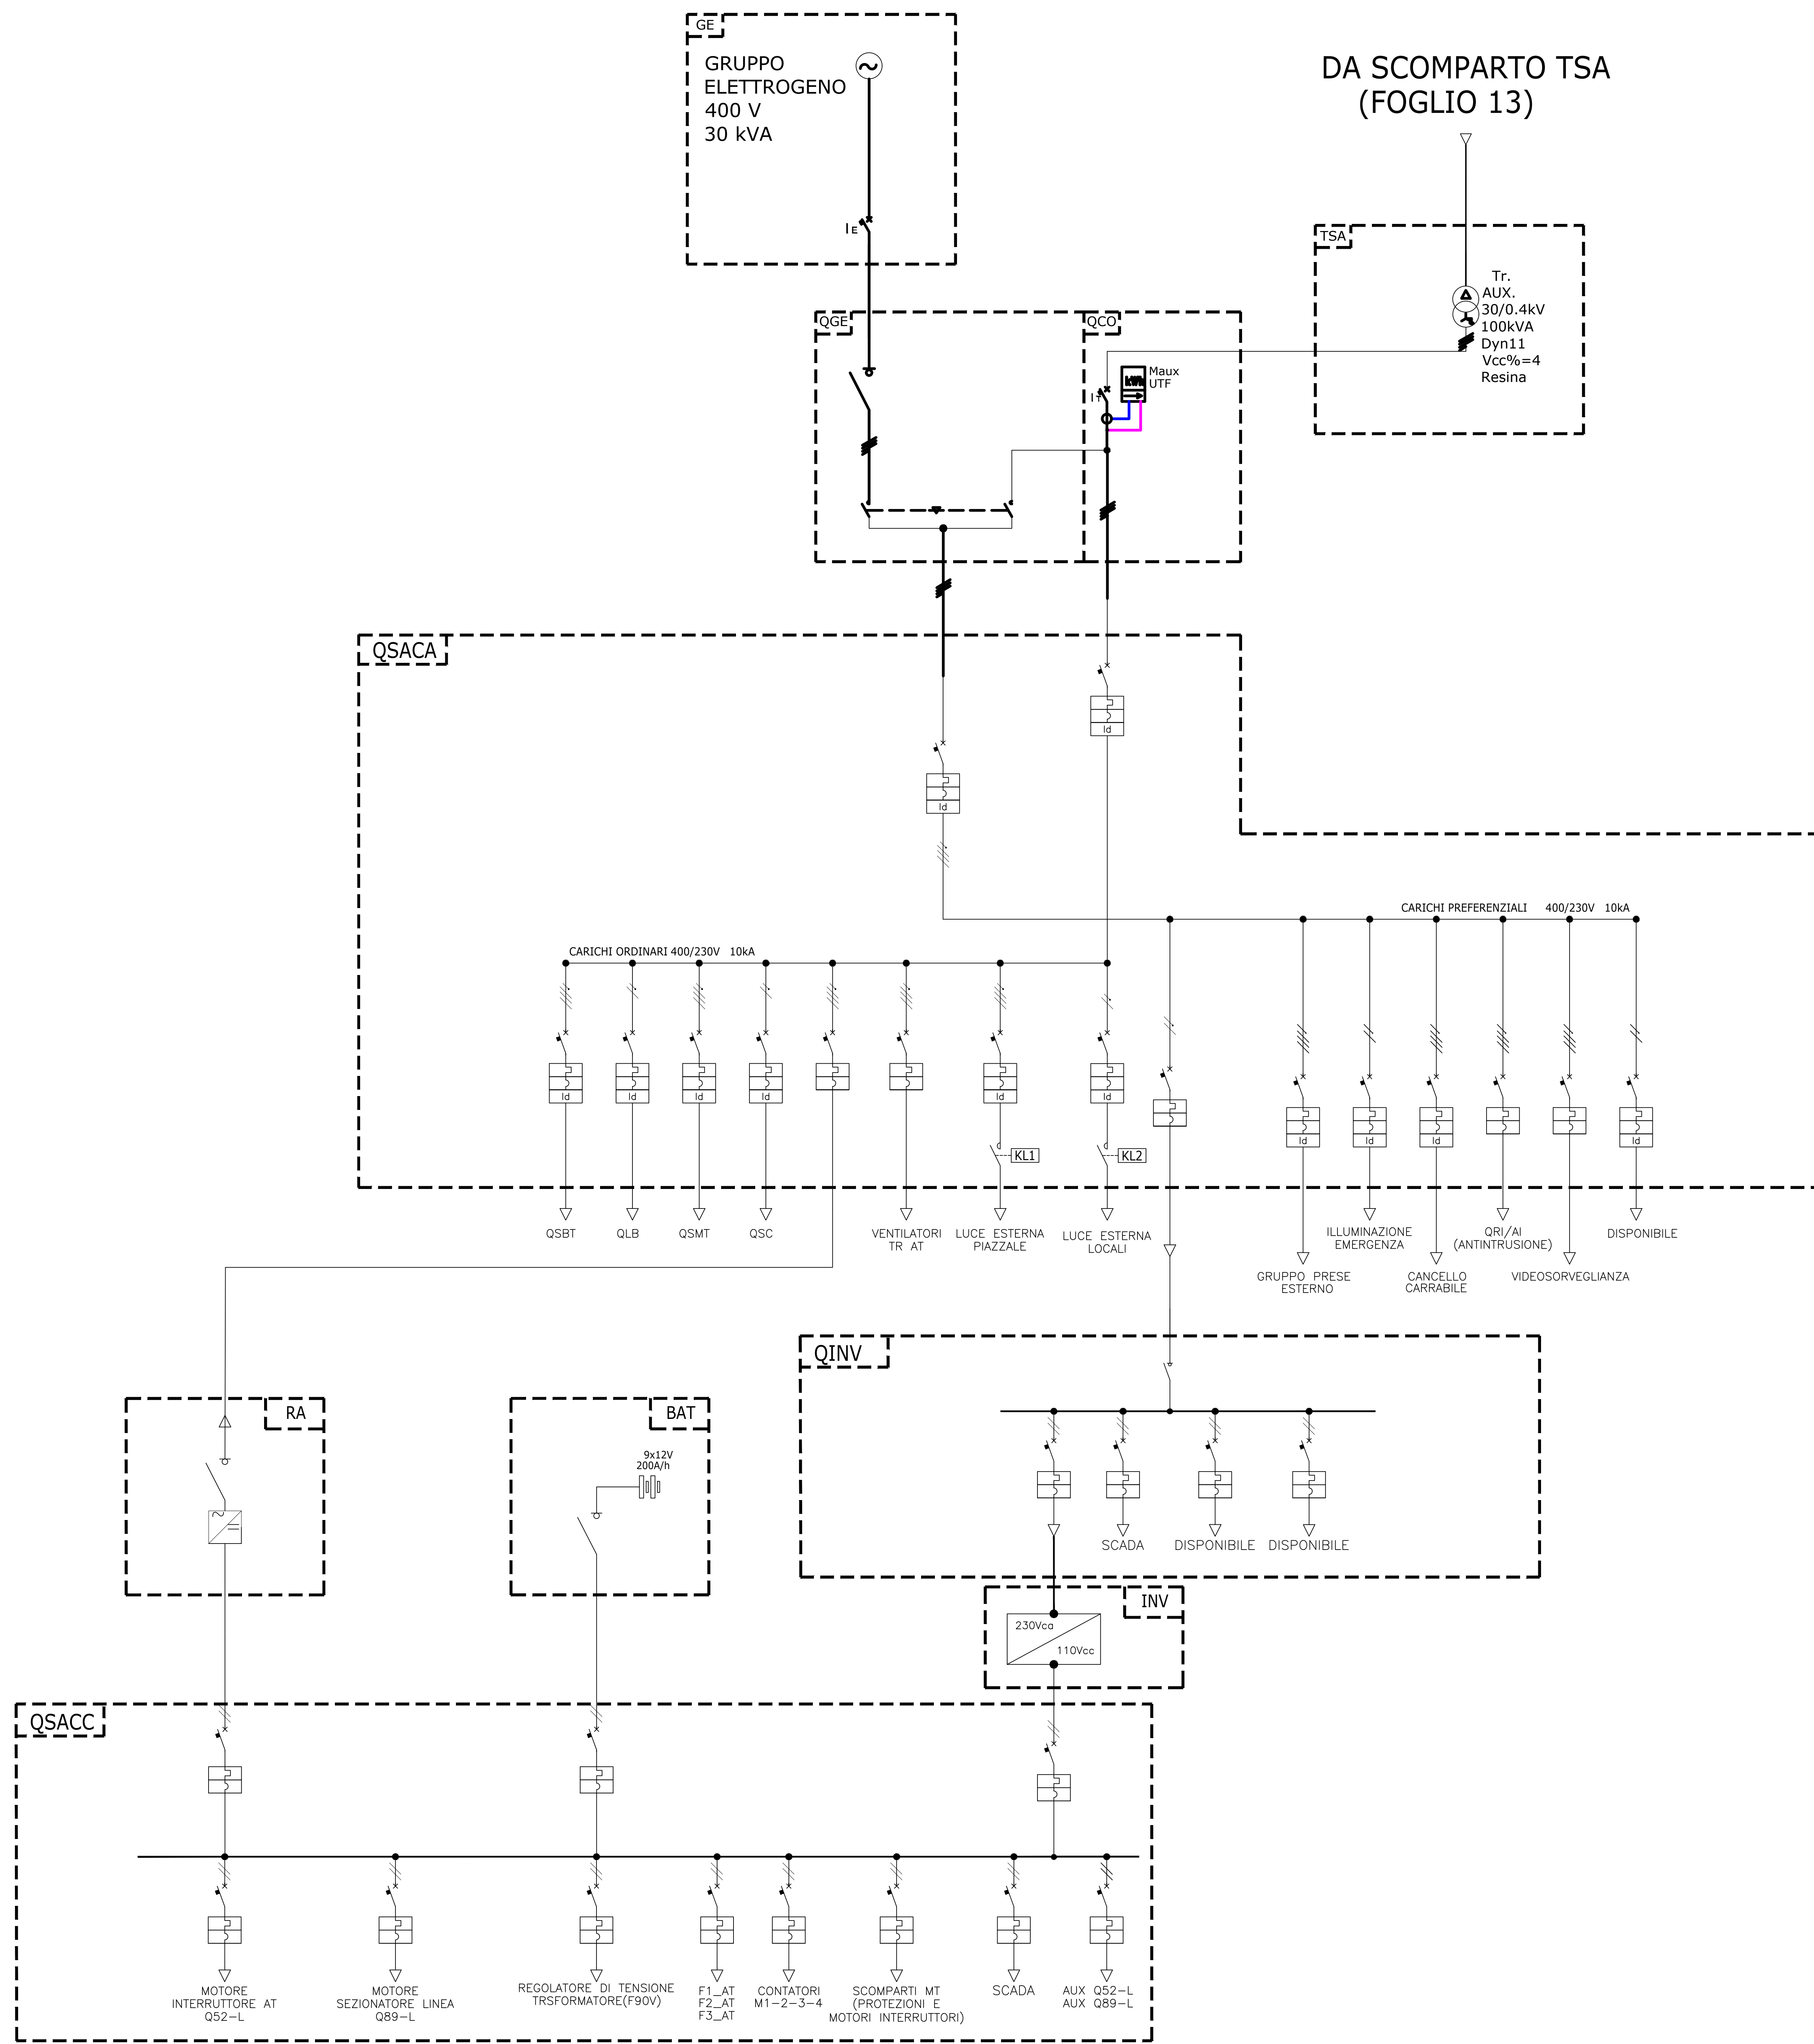 GE
GRUPPO
ELETTROGENO
400 V
30 kVA
IE
DA SCOMPARTO TSA
(FOGLIO 13)
TSA
Tr.
AUX.
30/0.4kV
100kVA
Dyn11
Vcc%=4
Resina
QGE
QCO
kWh
Maux
UTF
IT
QSACA
Id
Id
CARICHI PREFERENZIALI 400/230V 10kA
CARICHI ORDINARI 400/230V 10kA
Id
Id
Id
Id
Id
Id
Id
Id
Id
Id
KL1
KL2
QSBT
QLB
QSMT
QSC
VENTILATORI
TR AT
LUCE ESTERNA
PIAZZALE
LUCE ESTERNA
LOCALI
ILLUMINAZIONE
EMERGENZA
QRI/AI
(ANTINTRUSIONE)
DISPONIBILE
GRUPPO PRESE
ESTERNO
CANCELLO
CARRABILE
VIDEOSORVEGLIANZA
QINV
RA
BAT
9x12V
200A/h
SCADA
DISPONIBILE
DISPONIBILE
INV
230Vca
110Vcc
QSACC
MOTORE
INTERRUTTORE AT
Q52-L
MOTORE
SEZIONATORE LINEA
Q89-L
REGOLATORE DI TENSIONE
TRSFORMATORE(F90V)
F1_AT
F2_AT
F3_AT
CONTATORI
M1-2-3-4
SCOMPARTI MT
(PROTEZIONI E
MOTORI INTERRUTTORI)
SCADA
AUX Q52-L
AUX Q89-L